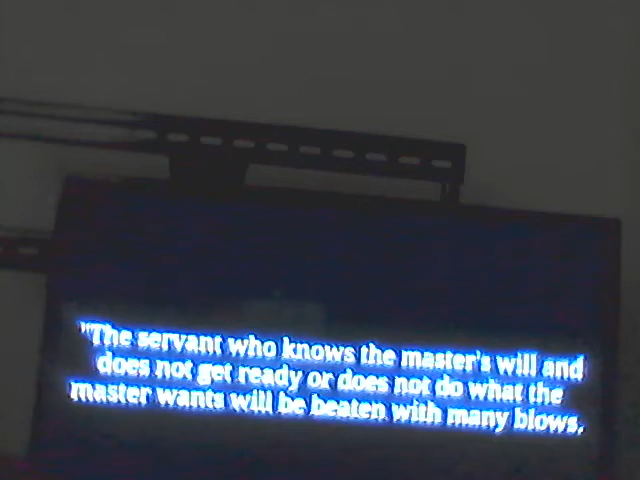 "The servant who knows the master's will and
does not get ready or does not do what the
master wants will be beaten with many blows.